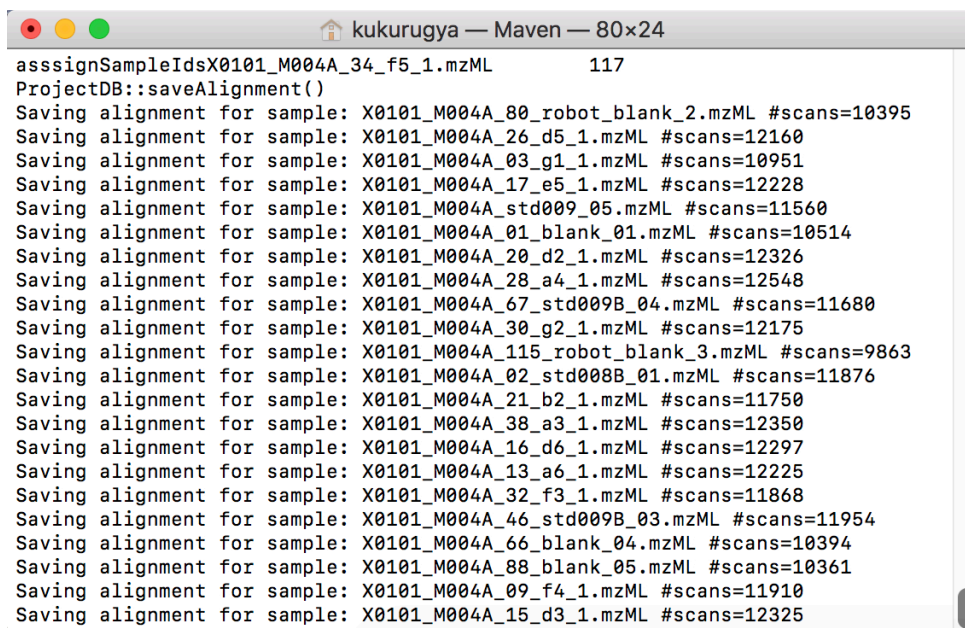 kukurugya — Maven — 80×24
asssignSampleIdsX0101_M004A_34_f5_1.mzML 117
ProjectDB::saveAlignment()
Saving alignment for sample: X0101_M004A_80_robot_blank_2.mzML #scans=10395
Saving alignment for sample: X0101_M004A_26_d5_1.mzML #scans=12160
Saving alignment for sample: X0101_M004A_03_g1_1.mzML #scans=10951
Saving alignment for sample: X0101_M004A_17_e5_1.mzML #scans=12228
Saving alignment for sample: X0101_M004A_std009_05.mzML #scans=11560
Saving alignment for sample: X0101_M004A_01_blank_01.mzML #scans=10514
Saving alignment for sample: X0101_M004A_20_d2_1.mzML #scans=12326
Saving alignment for sample: X0101_M004A_28_a4_1.mzML #scans=12548
Saving alignment for sample: X0101_M004A_67_std009B_04.mzML #scans=11680
Saving alignment for sample: X0101_M004A_30_g2_1.mzML #scans=12175
Saving alignment for sample: X0101_M004A_115_robot_blank_3.mzML #scans=9863
Saving alignment for sample: X0101_M004A_02_std008B_01.mzML #scans=11876
Saving alignment for sample: X0101_M004A_21_b2_1.mzML #scans=11750
Saving alignment for sample: X0101_M004A_38_a3_1.mzML #scans=12350
Saving alignment for sample: X0101_M004A_16_d6_1.mzML #scans=12297
Saving alignment for sample: X0101_M004A_13_a6_1.mzML #scans=12225
Saving alignment for sample: X0101_M004A_32_f3_1.mzML #scans=11868
Saving alignment for sample: X0101_M004A_46_std009B_03.mzML #scans=11954
Saving alignment for sample: X0101_M004A_66_blank_04.mzML #scans=10394
Saving alignment for sample: X0101_M004A_88_blank_05.mzML #scans=10361
Saving alignment for sample: X0101_M004A_09_f4_1.mzML #scans=11910
Saving alignment for sample: X0101_M004A_15_d3_1.mzML #scans=12325